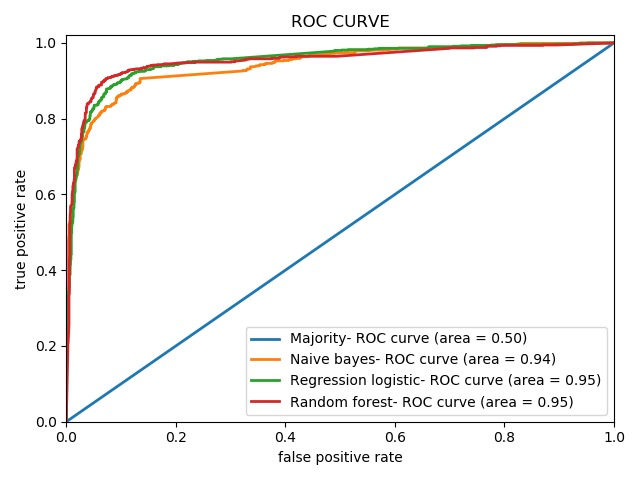 ROC CURVE
true positive rate
1.0
0.8
0.6
0.4
0.2
0.0
Majority- ROC curve (area = 0.50)
Naive bayes- ROC curve (area = 0.94)
Regression logistic- ROC curve (area = 0.95)
Random forest- ROC curve (area = 0.95)
0.0 0.2 0.4 0.6 0.8 1.0
false positive rate